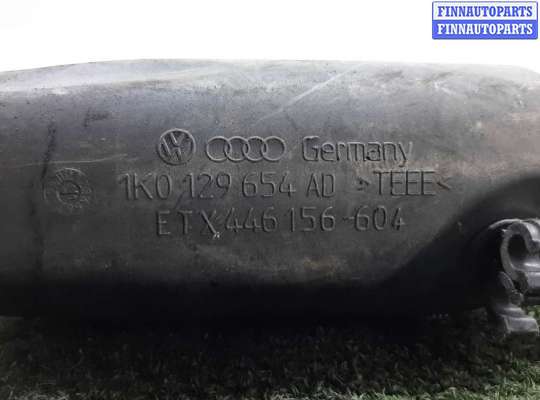 FINNAUTOPARTS
FINNAUTOPARTS
Germany
1K0 129 654 AD >TEEE<
ETX 446 156-604